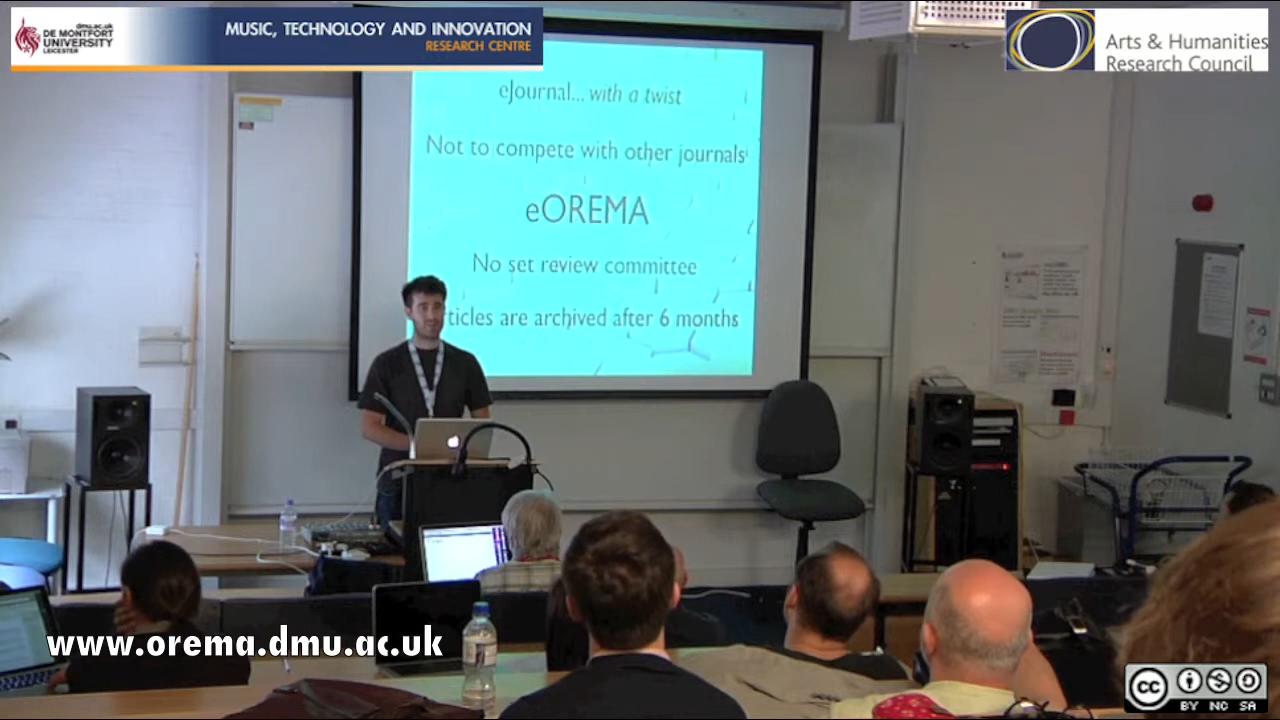 dmu.ac.uk
DE MONTFORT
UNIVERSITY
LEICESTER
MUSIC, TECHNOLOGY AND INNOVATION
RESEARCH CENTRE
Arts & Humanities
Research Council
eJournal... with a twist
Not to compete with other journals
eOREMA
No set review committee
ticles are archived after 6 months
www.orema.dmu.ac.uk
cc
BY NC SA